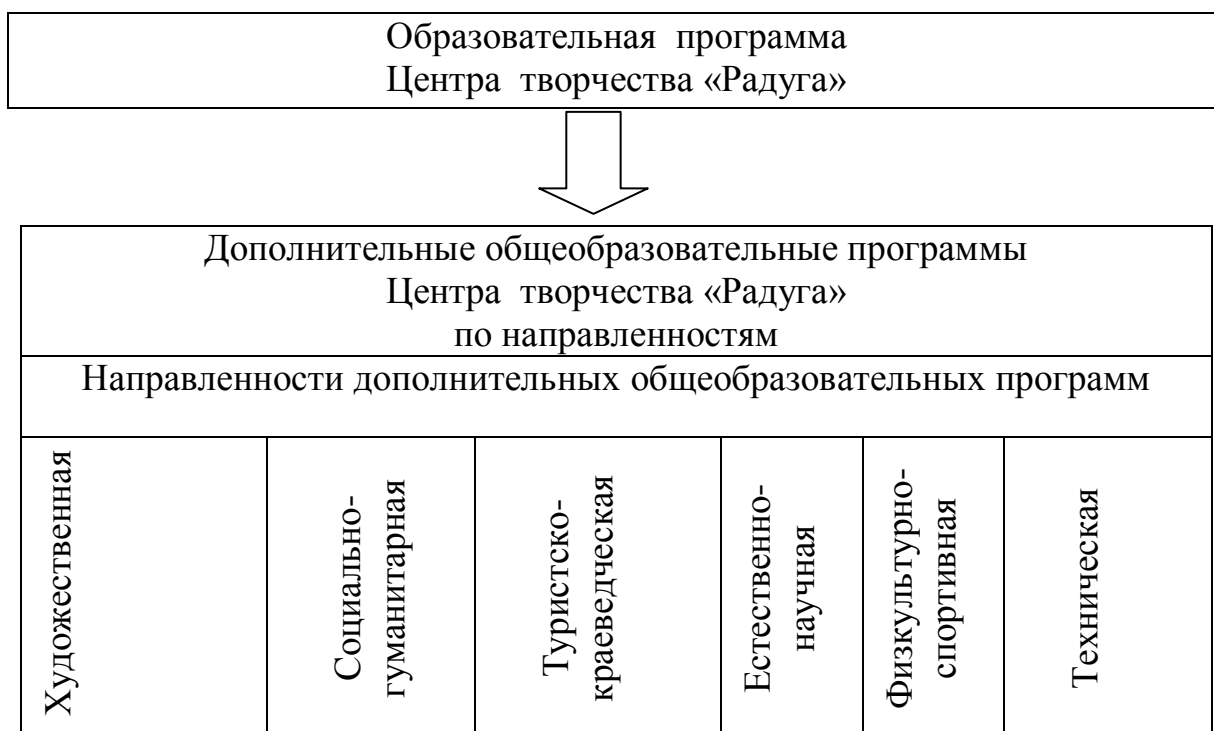 Образовательная программа
Центра творчества «Радуга»
Дополнительные общеобразовательные программы
Центра творчества «Радуга»
по направленностям
Направленности дополнительных общеобразовательных программ
Художественная
Социально-
гуманитарная
Туристско-
краеведческая
Естественно-
научная
Физкультурно-
спортивная
Техническая